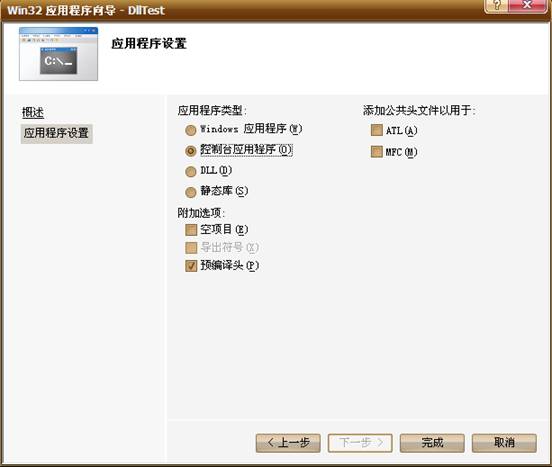 Win32 应用程序向导 - DllTest
C:\_
应用程序设置
概述
应用程序设置
应用程序类型:
Windows 应用程序(W)
控制台应用程序(O)
DLL(D)
静态库(S)
附加选项:
空项目(E)
导出符号(X)
预编译头(P)
添加公共头文件以用于:
ATL(A)
MFC(M)
< 上一步
下一步 >
完成
取消